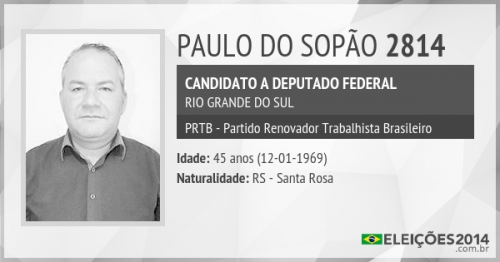 PAULO DO SOPÃO 2814
CANDIDATO A DEPUTADO FEDERAL
RIO GRANDE DO SUL
PRTB - Partido Renovador Trabalhista Brasileiro
Idade: 45 anos (12-01-1969)
Naturalidade: RS - Santa Rosa
ELEIÇÕES2014
.com.br